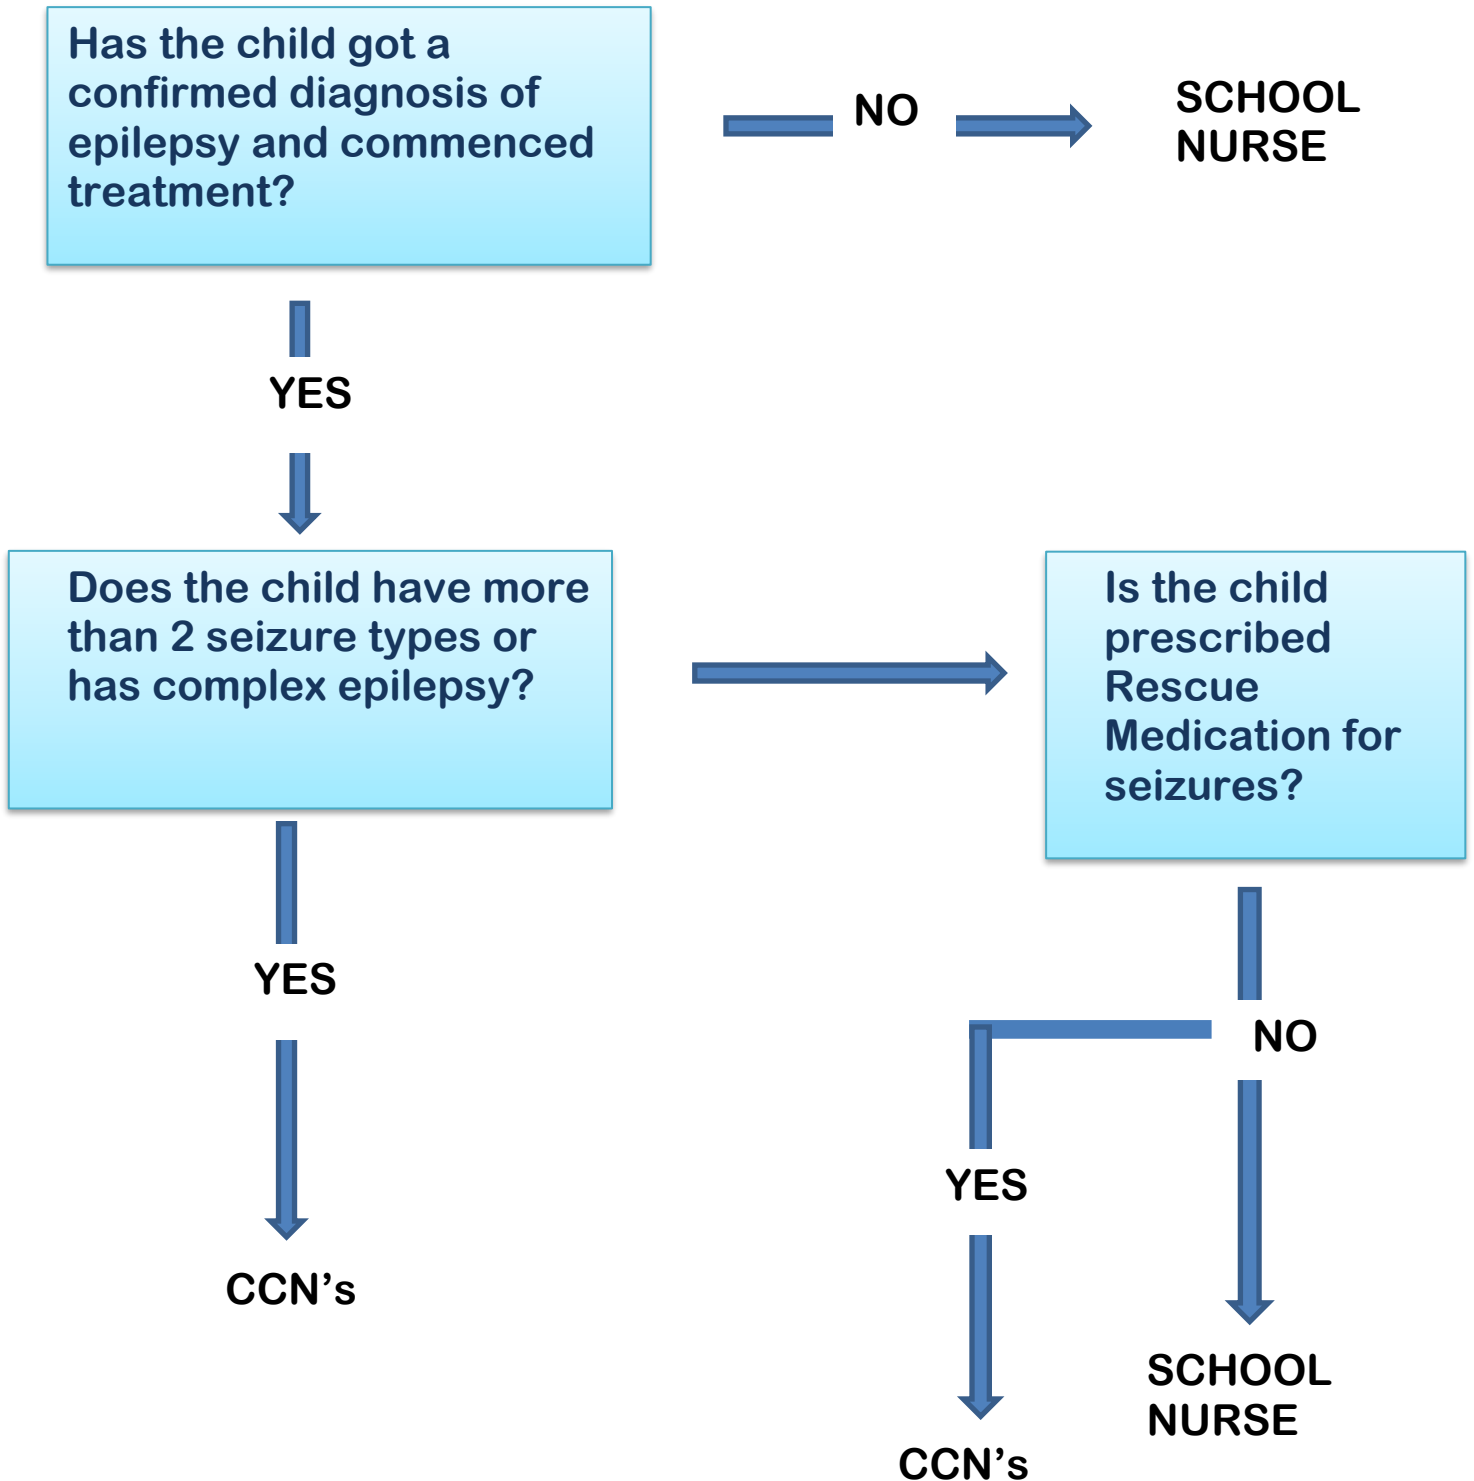 Has the child got a
confirmed diagnosis of
epilepsy and commenced
treatment?
NO
SCHOOL
NURSE
YES
Does the child have more
than 2 seizure types or
has complex epilepsy?
Is the child
prescribed
Rescue
Medication for
seizures?
YES
NO
YES
CCN’s
SCHOOL
NURSE
CCN’s